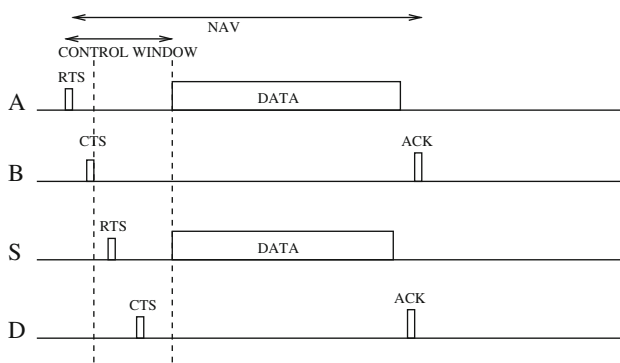 NAV
CONTROL WINDOW
RTS
A
DATA
CTS
ACK
B
RTS
S
DATA
CTS
ACK
D